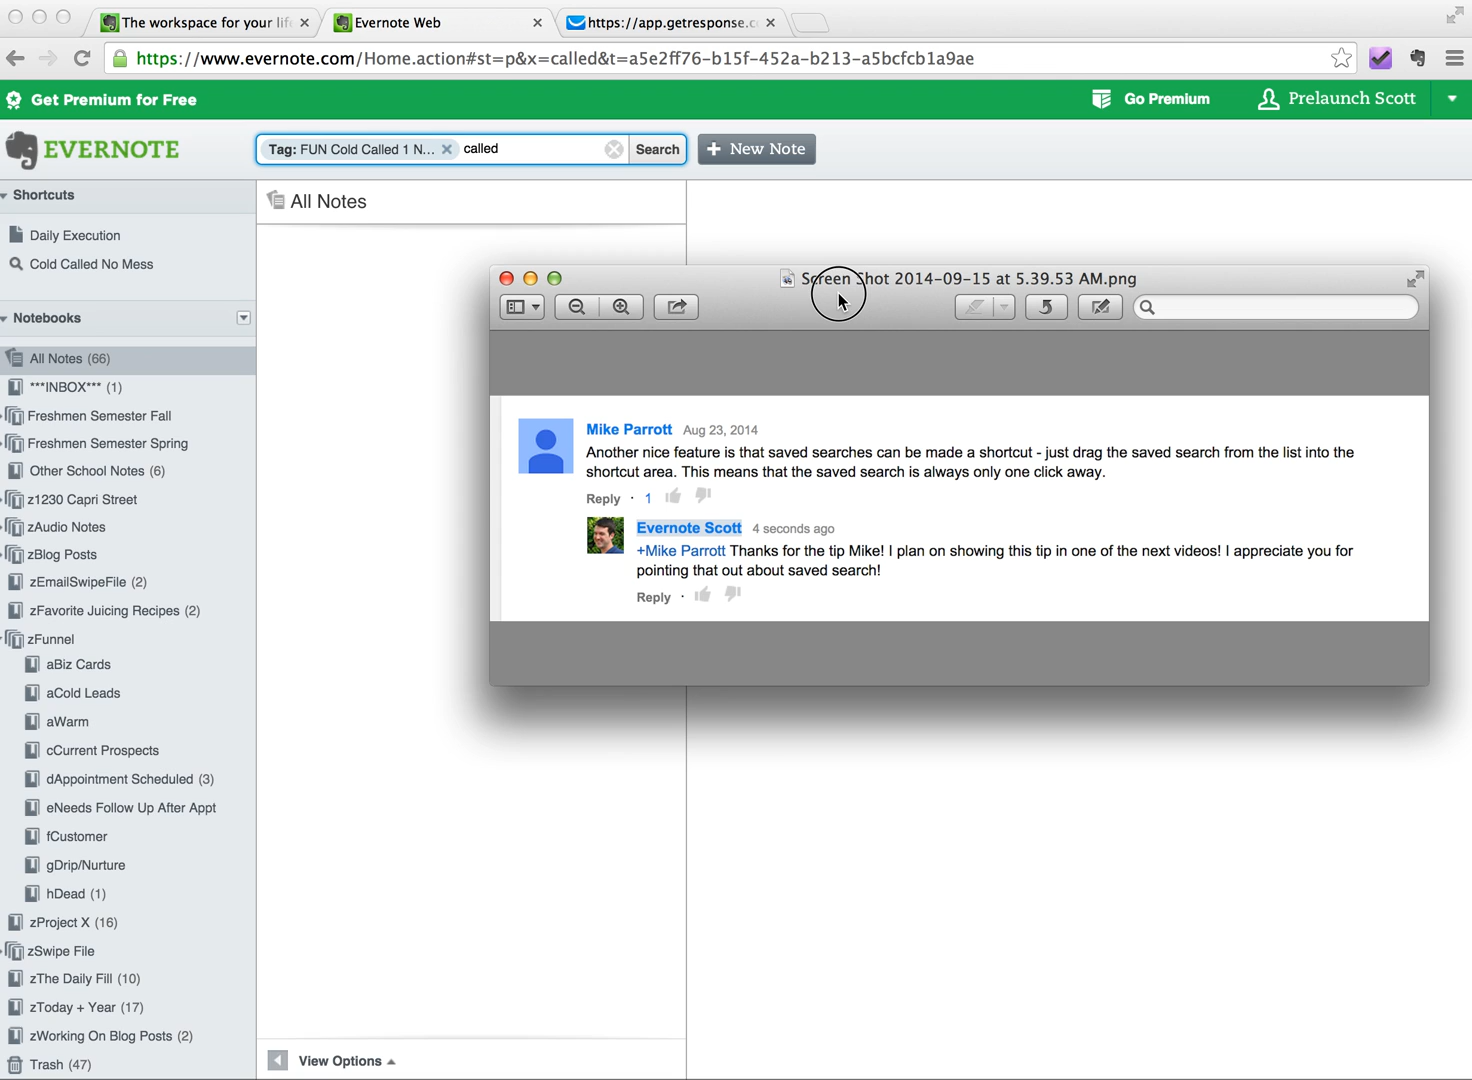 The workspace for your life
Evernote Web
https://app.getresponse.c
https://www.evernote.com/Home.action#st=p&x=called&t=a5e2ff76-b15f-452a-b213-a5bcfcb1a9ae
Get Premium for Free
Go Premium
Prelaunch Scott
EVERNOTE
Tag: FUN Cold Called 1 N... called
Search
+ New Note
Shortcuts
Daily Execution
Cold Called No Mess
Notebooks
All Notes (66)
***INBOX*** (1)
Freshmen Semester Fall
Freshmen Semester Spring
Other School Notes (6)
z1230 Capri Street
zAudio Notes
zBlog Posts
zEmailSwipeFile (2)
zFavorite Juicing Recipes (2)
zFunnel
aBiz Cards
aCold Leads
aWarm
cCurrent Prospects
dAppointment Scheduled (3)
eNeeds Follow Up After Appt
fCustomer
gDrip/Nurture
hDead (1)
zProject X (16)
zSwipe File
zThe Daily Fill (10)
zToday + Year (17)
zWorking On Blog Posts (2)
Trash (47)
All Notes
View Options
Screen Shot 2014-09-15 at 5.39.53 AM.png
Mike Parrott Aug 23, 2014
Another nice feature is that saved searches can be made a shortcut - just drag the saved search from the list into the
shortcut area. This means that the saved search is always only one click away.
Reply · 1
Evernote Scott 4 seconds ago
+Mike Parrott Thanks for the tip Mike! I plan on showing this tip in one of the next videos! I appreciate you for
pointing that out about saved search!
Reply ·